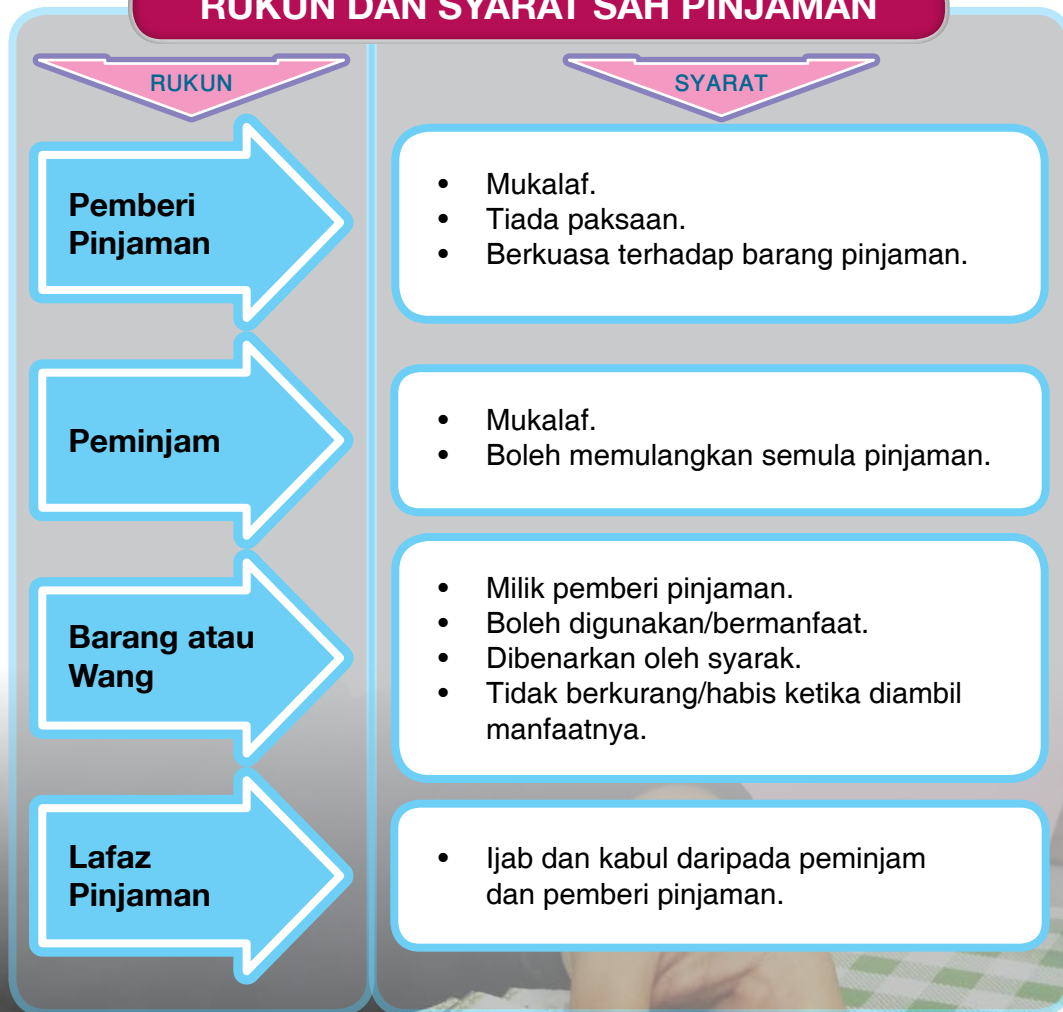 RUKUN DAN SYARAT SAH PINJAMAN
RUKUN
SYARAT
Pemberi
Pinjaman
• Mukalaf.
• Tiada paksaan.
• Berkuasa terhadap barang pinjaman.
Peminjam
• Mukalaf.
• Boleh memulangkan semula pinjaman.
Barang atau
Wang
• Milik pemberi pinjaman.
• Boleh digunakan/bermanfaat.
• Dibenarkan oleh syarak.
• Tidak berkurang/habis ketika diambil
manfaatnya.
Lafaz
Pinjaman
• Ijab dan kabul daripada peminjam
dan pemberi pinjaman.